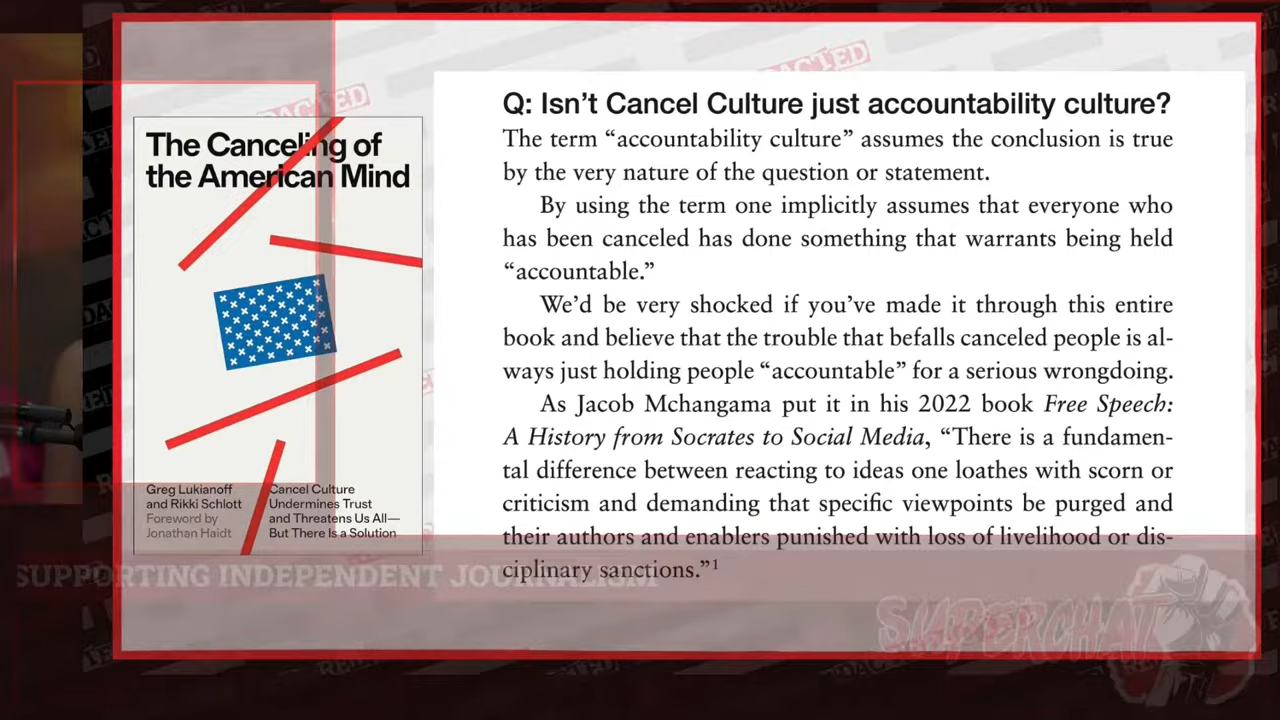 The Canceling of
the American Mind
Greg Lukianoff
and Rikki Schlott
Foreword by
Jonathan Haidt
Cancel Culture
Undermines Trust
and Threatens Us All—
But There Is a Solution
Q: Isn’t Cancel Culture just accountability culture?
The term “accountability culture” assumes the conclusion is true
by the very nature of the question or statement.
By using the term one implicitly assumes that everyone who
has been canceled has done something that warrants being held
“accountable.”
We’d be very shocked if you’ve made it through this entire
book and believe that the trouble that befalls canceled people is al-
ways just holding people “accountable” for a serious wrongdoing.
As Jacob Mchangama put it in his 2022 book Free Speech:
A History from Socrates to Social Media, “There is a fundamen-
tal difference between reacting to ideas one loathes with scorn or
criticism and demanding that specific viewpoints be purged and
their authors and enablers punished with loss of livelihood or dis-
ciplinary sanctions.”1
SUPPORTING INDEPENDENT JOURNALISM
SUPERCHAT